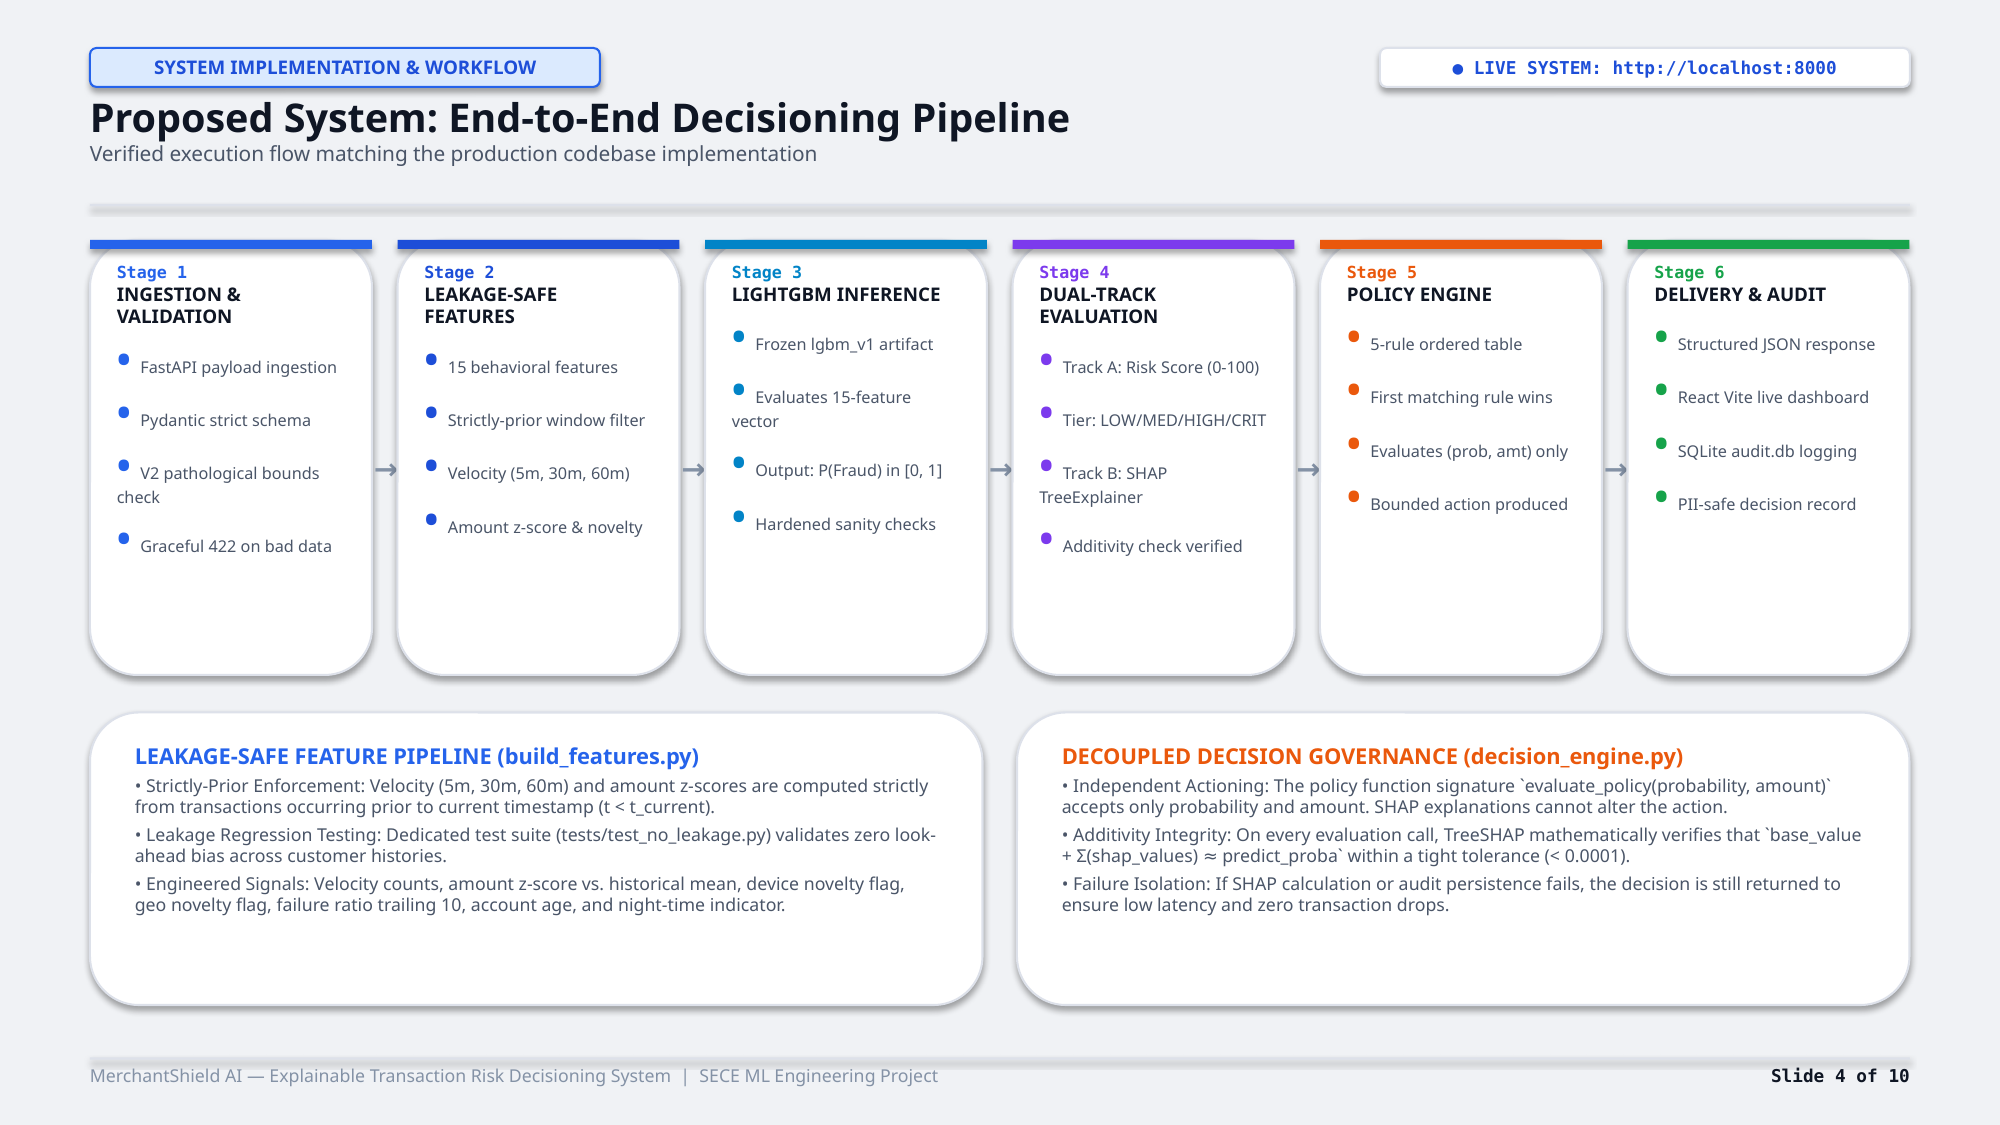 SYSTEM IMPLEMENTATION & WORKFLOW
● LIVE SYSTEM: http://localhost:8000
Proposed System: End-to-End Decisioning Pipeline
Verified execution flow matching the production codebase implementation
Stage 1
INGESTION &
VALIDATION
● FastAPI payload ingestion
● Pydantic strict schema
● V2 pathological bounds
check
● Graceful 422 on bad data
→
Stage 2
LEAKAGE-SAFE
FEATURES
● 15 behavioral features
● Strictly-prior window filter
● Velocity (5m, 30m, 60m)
● Amount z-score & novelty
→
Stage 3
LIGHTGBM INFERENCE
● Frozen lgbm_v1 artifact
● Evaluates 15-feature
vector
● Output: P(Fraud) in [0, 1]
● Hardened sanity checks
→
Stage 4
DUAL-TRACK
EVALUATION
● Track A: Risk Score (0-100)
● Tier: LOW/MED/HIGH/CRIT
● Track B: SHAP
TreeExplainer
● Additivity check verified
→
Stage 5
POLICY ENGINE
● 5-rule ordered table
● First matching rule wins
● Evaluates (prob, amt) only
● Bounded action produced
→
Stage 6
DELIVERY & AUDIT
● Structured JSON response
● React Vite live dashboard
● SQLite audit.db logging
● PII-safe decision record
LEAKAGE-SAFE FEATURE PIPELINE (build_features.py)
• Strictly-Prior Enforcement: Velocity (5m, 30m, 60m) and amount z-scores are computed strictly
from transactions occurring prior to current timestamp (t < t_current).
• Leakage Regression Testing: Dedicated test suite (tests/test_no_leakage.py) validates zero look-
ahead bias across customer histories.
• Engineered Signals: Velocity counts, amount z-score vs. historical mean, device novelty flag,
geo novelty flag, failure ratio trailing 10, account age, and night-time indicator.
DECOUPLED DECISION GOVERNANCE (decision_engine.py)
• Independent Actioning: The policy function signature `evaluate_policy(probability, amount)`
accepts only probability and amount. SHAP explanations cannot alter the action.
• Additivity Integrity: On every evaluation call, TreeSHAP mathematically verifies that `base_value
+ Σ(shap_values) ≈ predict_proba` within a tight tolerance (< 0.0001).
• Failure Isolation: If SHAP calculation or audit persistence fails, the decision is still returned to
ensure low latency and zero transaction drops.
MerchantShield AI — Explainable Transaction Risk Decisioning System | SECE ML Engineering Project
Slide 4 of 10